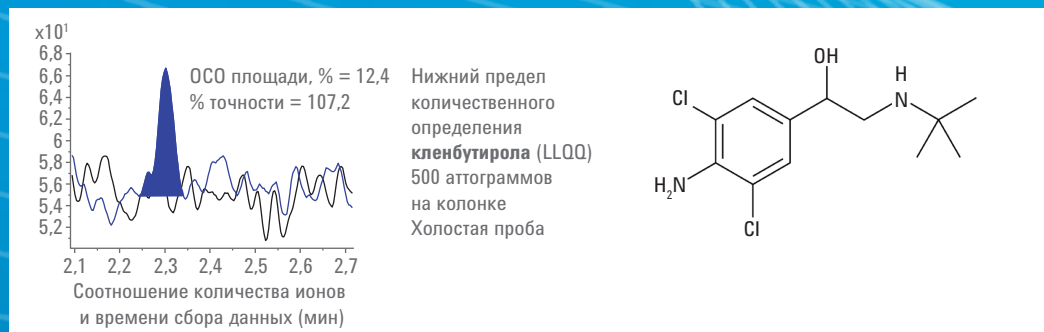 x10¹
6,8
6,6
6,4
6,2
6
5,8
5,6
5,4
5,2
2,1 2,2 2,3 2,4 2,5 2,6 2,7
Соотношение количества ионов
и времени сбора данных (мин)
ОСО площади, % = 12,4
% точности = 107,2
Нижний предел
количественного
определения
кленбутирола (LLQQ)
500 аттограммов
на колонке
Холостая проба
OH
H
N
Cl
H₂N
Cl